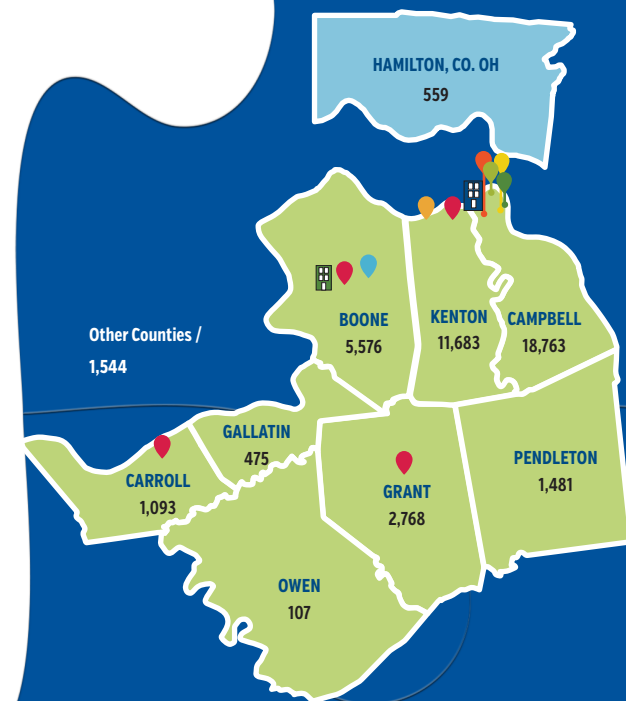 HAMILTON, CO. OH
559
BOONE
5,576
KENTON
11,683
CAMPBELL
18,763
Other Counties /
1,544
GALLATIN
475
CARROLL
1,093
GRANT
2,768
PENDLETON
1,481
OWEN
107